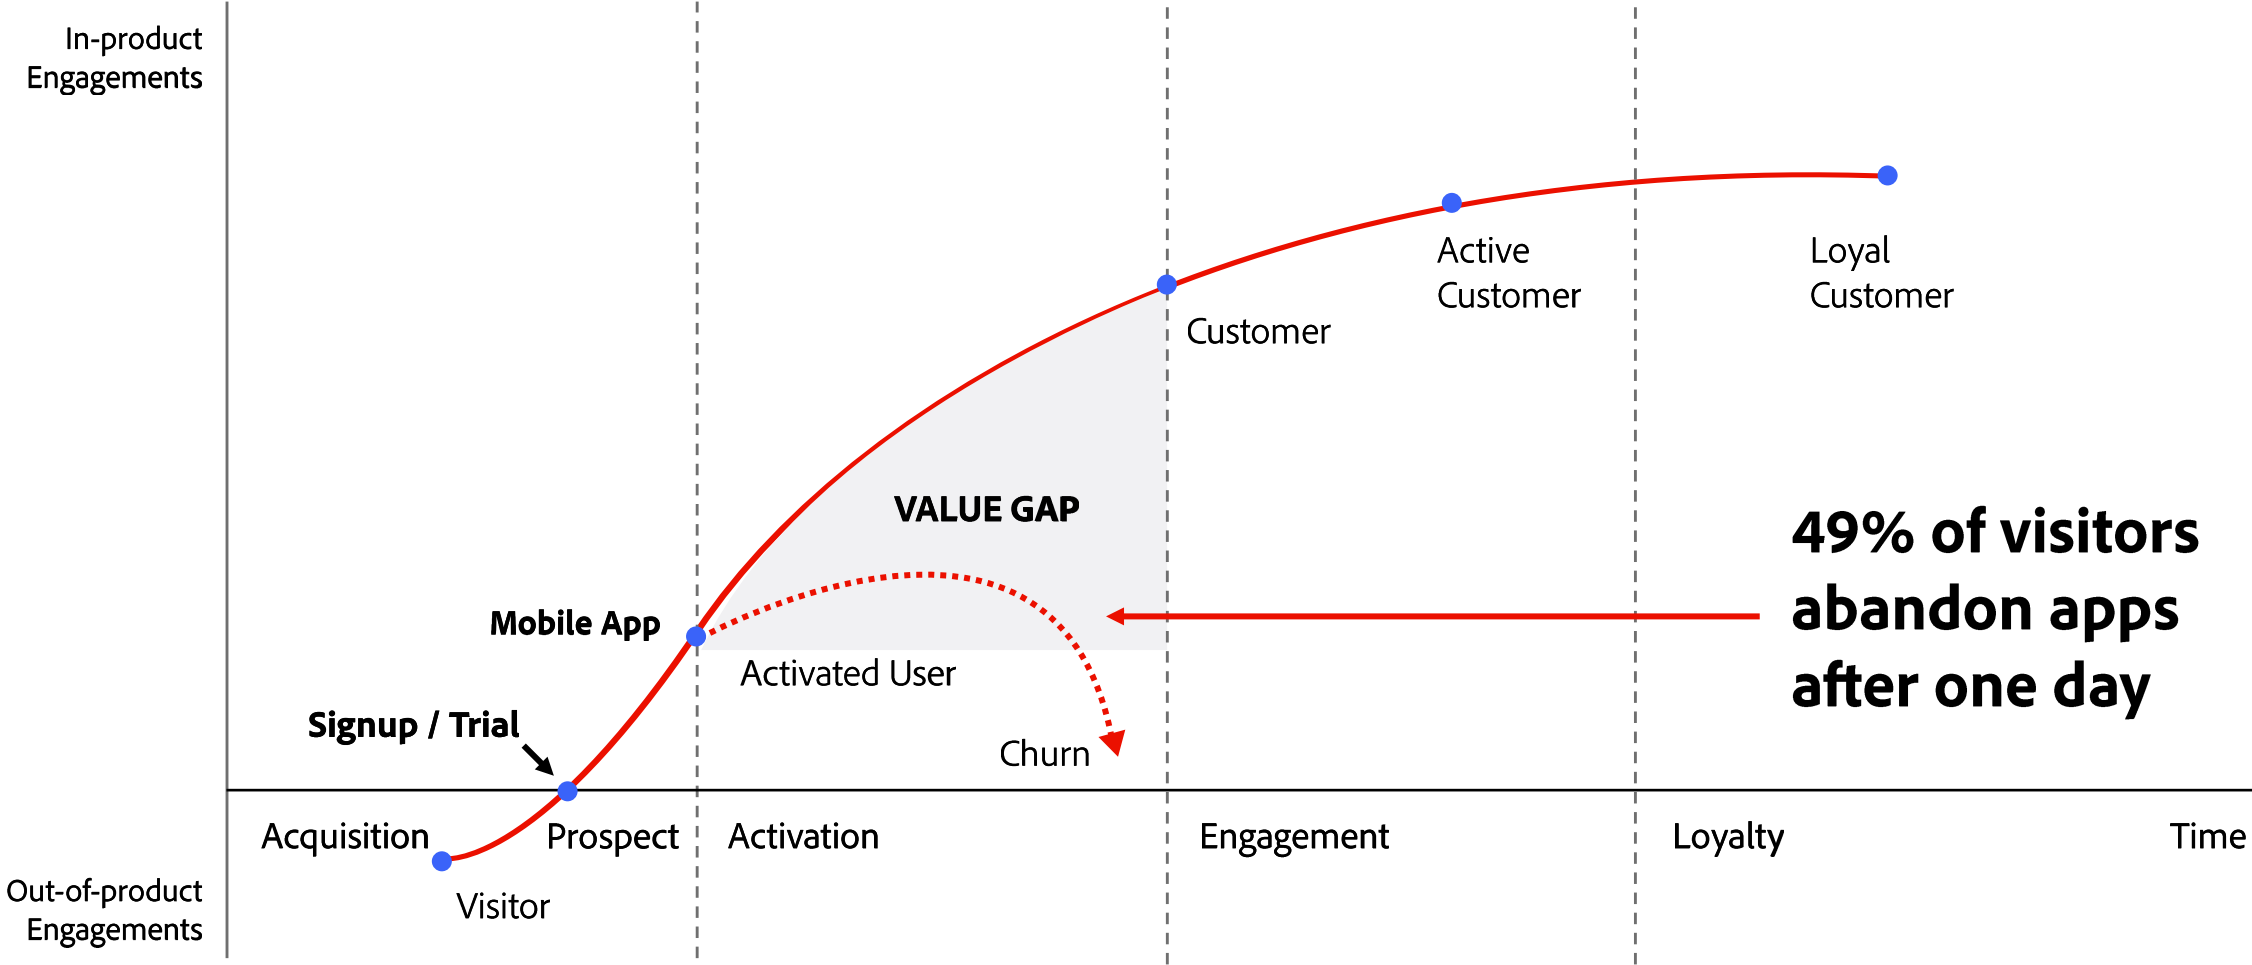 In-product
Engagements
Active
Customer
Loyal
Customer
Customer
VALUE GAP
49% of visitors
abandon apps
after one day
Mobile App
Activated User
Signup / Trial
Churn
Acquisition
Prospect
Activation
Engagement
Loyalty
Time
Out-of-product
Engagements
Visitor